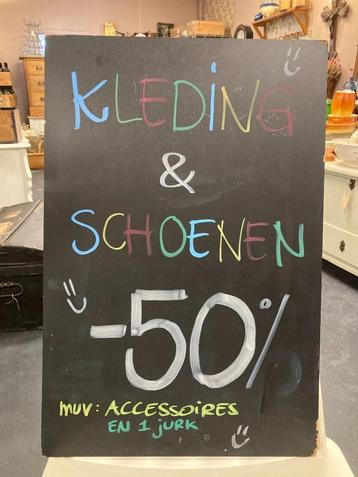 KLEDING
&
SCHOENEN
-50%
muv: ACCESSOIRES
EN 1 jURK